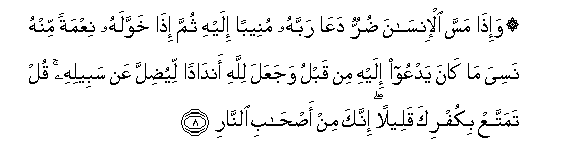 ۞ وَإِذَا مَسَّ ٱلْإِنسَـٰنَ ضُرٌّ دَعَا رَبَّهُۥ مُنِيبًا إِلَيْهِ ثُمَّ إِذَا خَوَّلَهُۥ نِعْمَةً مِّنْهُ
نَسِىَ مَا كَانَ يَدْعُوٓا۟ إِلَيْهِ مِن قَبْلُ وَجَعَلَ لِلَّهِ أَندَادًا لِّيُضِلَّ عَن سَبِيلِهِۦ ۚ قُلْ
تَمَتَّعْ بِكُفْرِكَ قَلِيلًا ۖ إِنَّكَ مِنْ أَصْحَـٰبِ ٱلنَّارِ ۝٨